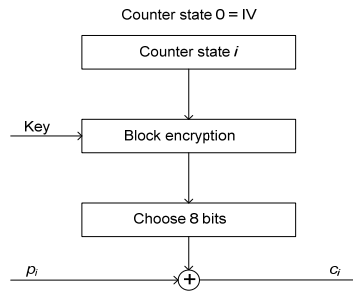 Counter state 0 = IV
Counter state i
Key
Block encryption
Choose 8 bits
pi
ci
+